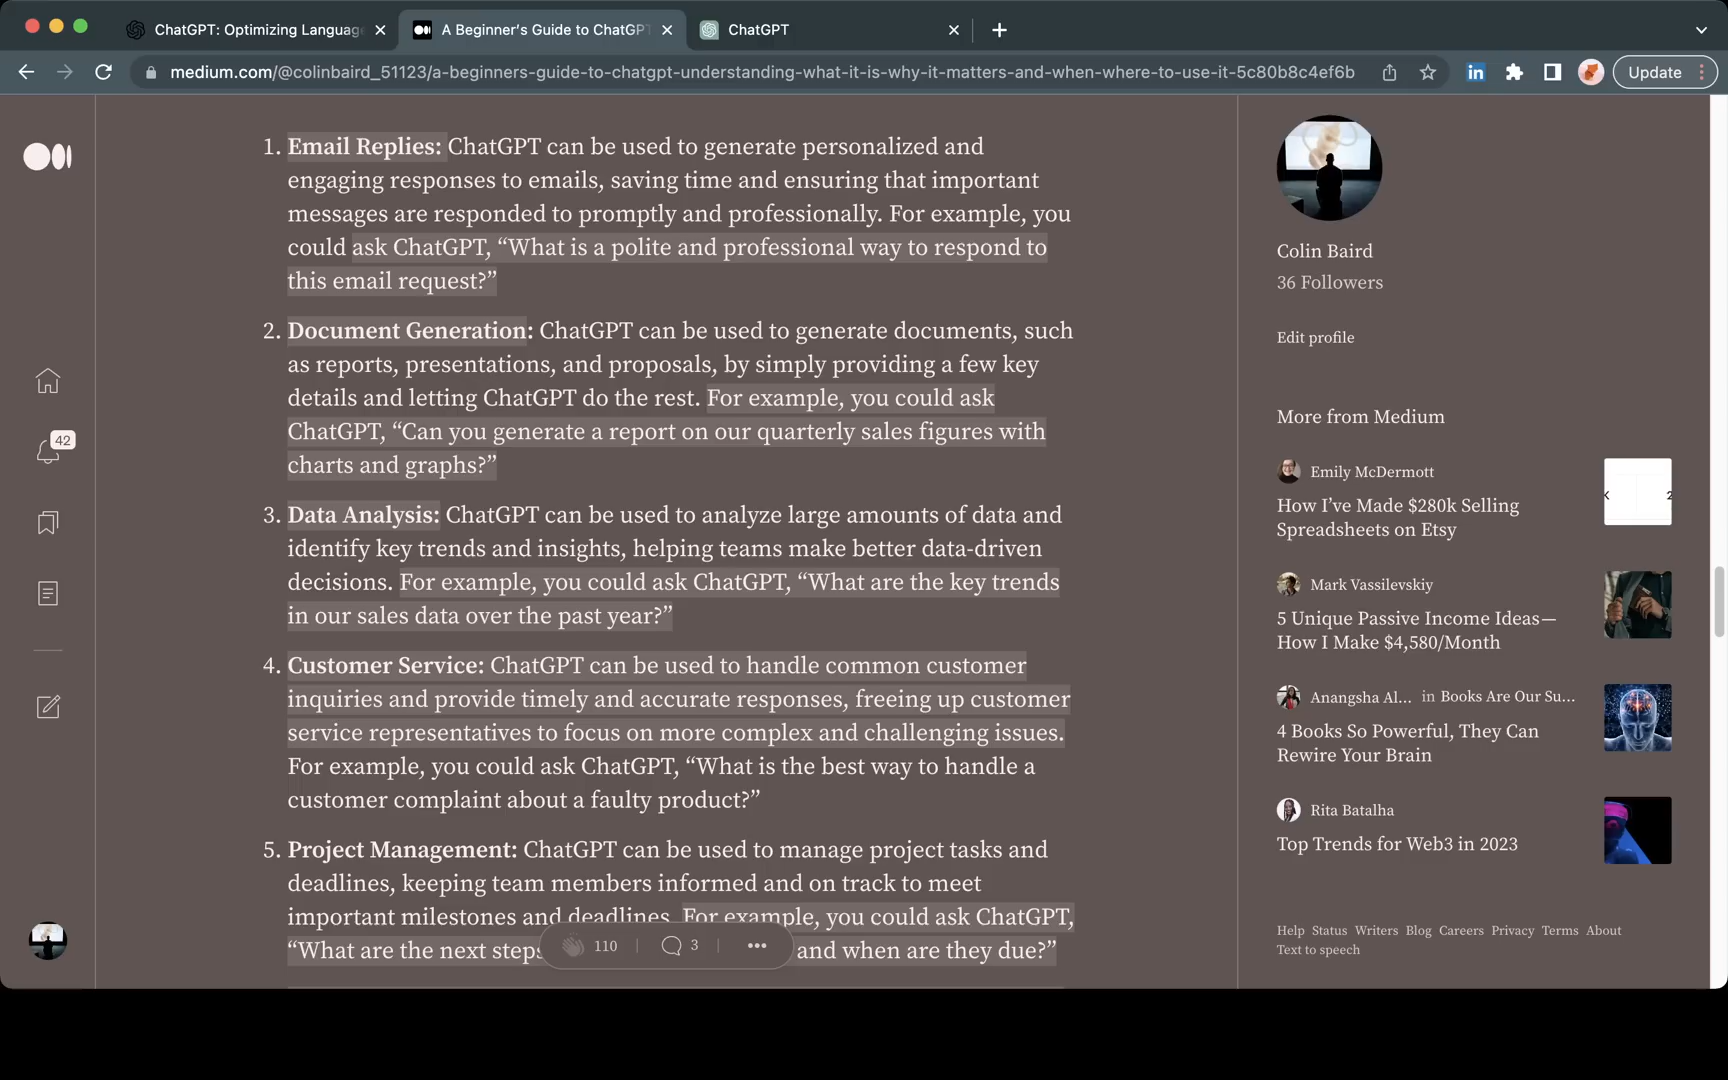 ChatGPT: Optimizing Language
A Beginner's Guide to ChatGPT
ChatGPT
medium.com/@colinbaird_51123/a-beginners-guide-to-chatgpt-understanding-what-it-is-why-it-matters-and-when-where-to-use-it-5c80b8c4ef6b
in
Update
1. Email Replies: ChatGPT can be used to generate personalized and
engaging responses to emails, saving time and ensuring that important
messages are responded to promptly and professionally. For example, you
could ask ChatGPT, “What is a polite and professional way to respond to
this email request?”
2. Document Generation: ChatGPT can be used to generate documents, such
as reports, presentations, and proposals, by simply providing a few key
details and letting ChatGPT do the rest. For example, you could ask
ChatGPT, “Can you generate a report on our quarterly sales figures with
charts and graphs?”
3. Data Analysis: ChatGPT can be used to analyze large amounts of data and
identify key trends and insights, helping teams make better data-driven
decisions. For example, you could ask ChatGPT, “What are the key trends
in our sales data over the past year?”
4. Customer Service: ChatGPT can be used to handle common customer
inquiries and provide timely and accurate responses, freeing up customer
service representatives to focus on more complex and challenging issues.
For example, you could ask ChatGPT, “What is the best way to handle a
customer complaint about a faulty product?”
5. Project Management: ChatGPT can be used to manage project tasks and
deadlines, keeping team members informed and on track to meet
important milestones and deadlines. For example, you could ask ChatGPT,
“What are the next steps and when are they due?”
110
3
42
Colin Baird
36 Followers
Edit profile
More from Medium
Emily McDermott
How I’ve Made $280k Selling
Spreadsheets on Etsy
2
Mark Vassilevskiy
5 Unique Passive Income Ideas—
How I Make $4,580/Month
Anangsha Al... in Books Are Our Su...
4 Books So Powerful, They Can
Rewire Your Brain
Rita Batalha
Top Trends for Web3 in 2023
Help Status Writers Blog Careers Privacy Terms About
Text to speech